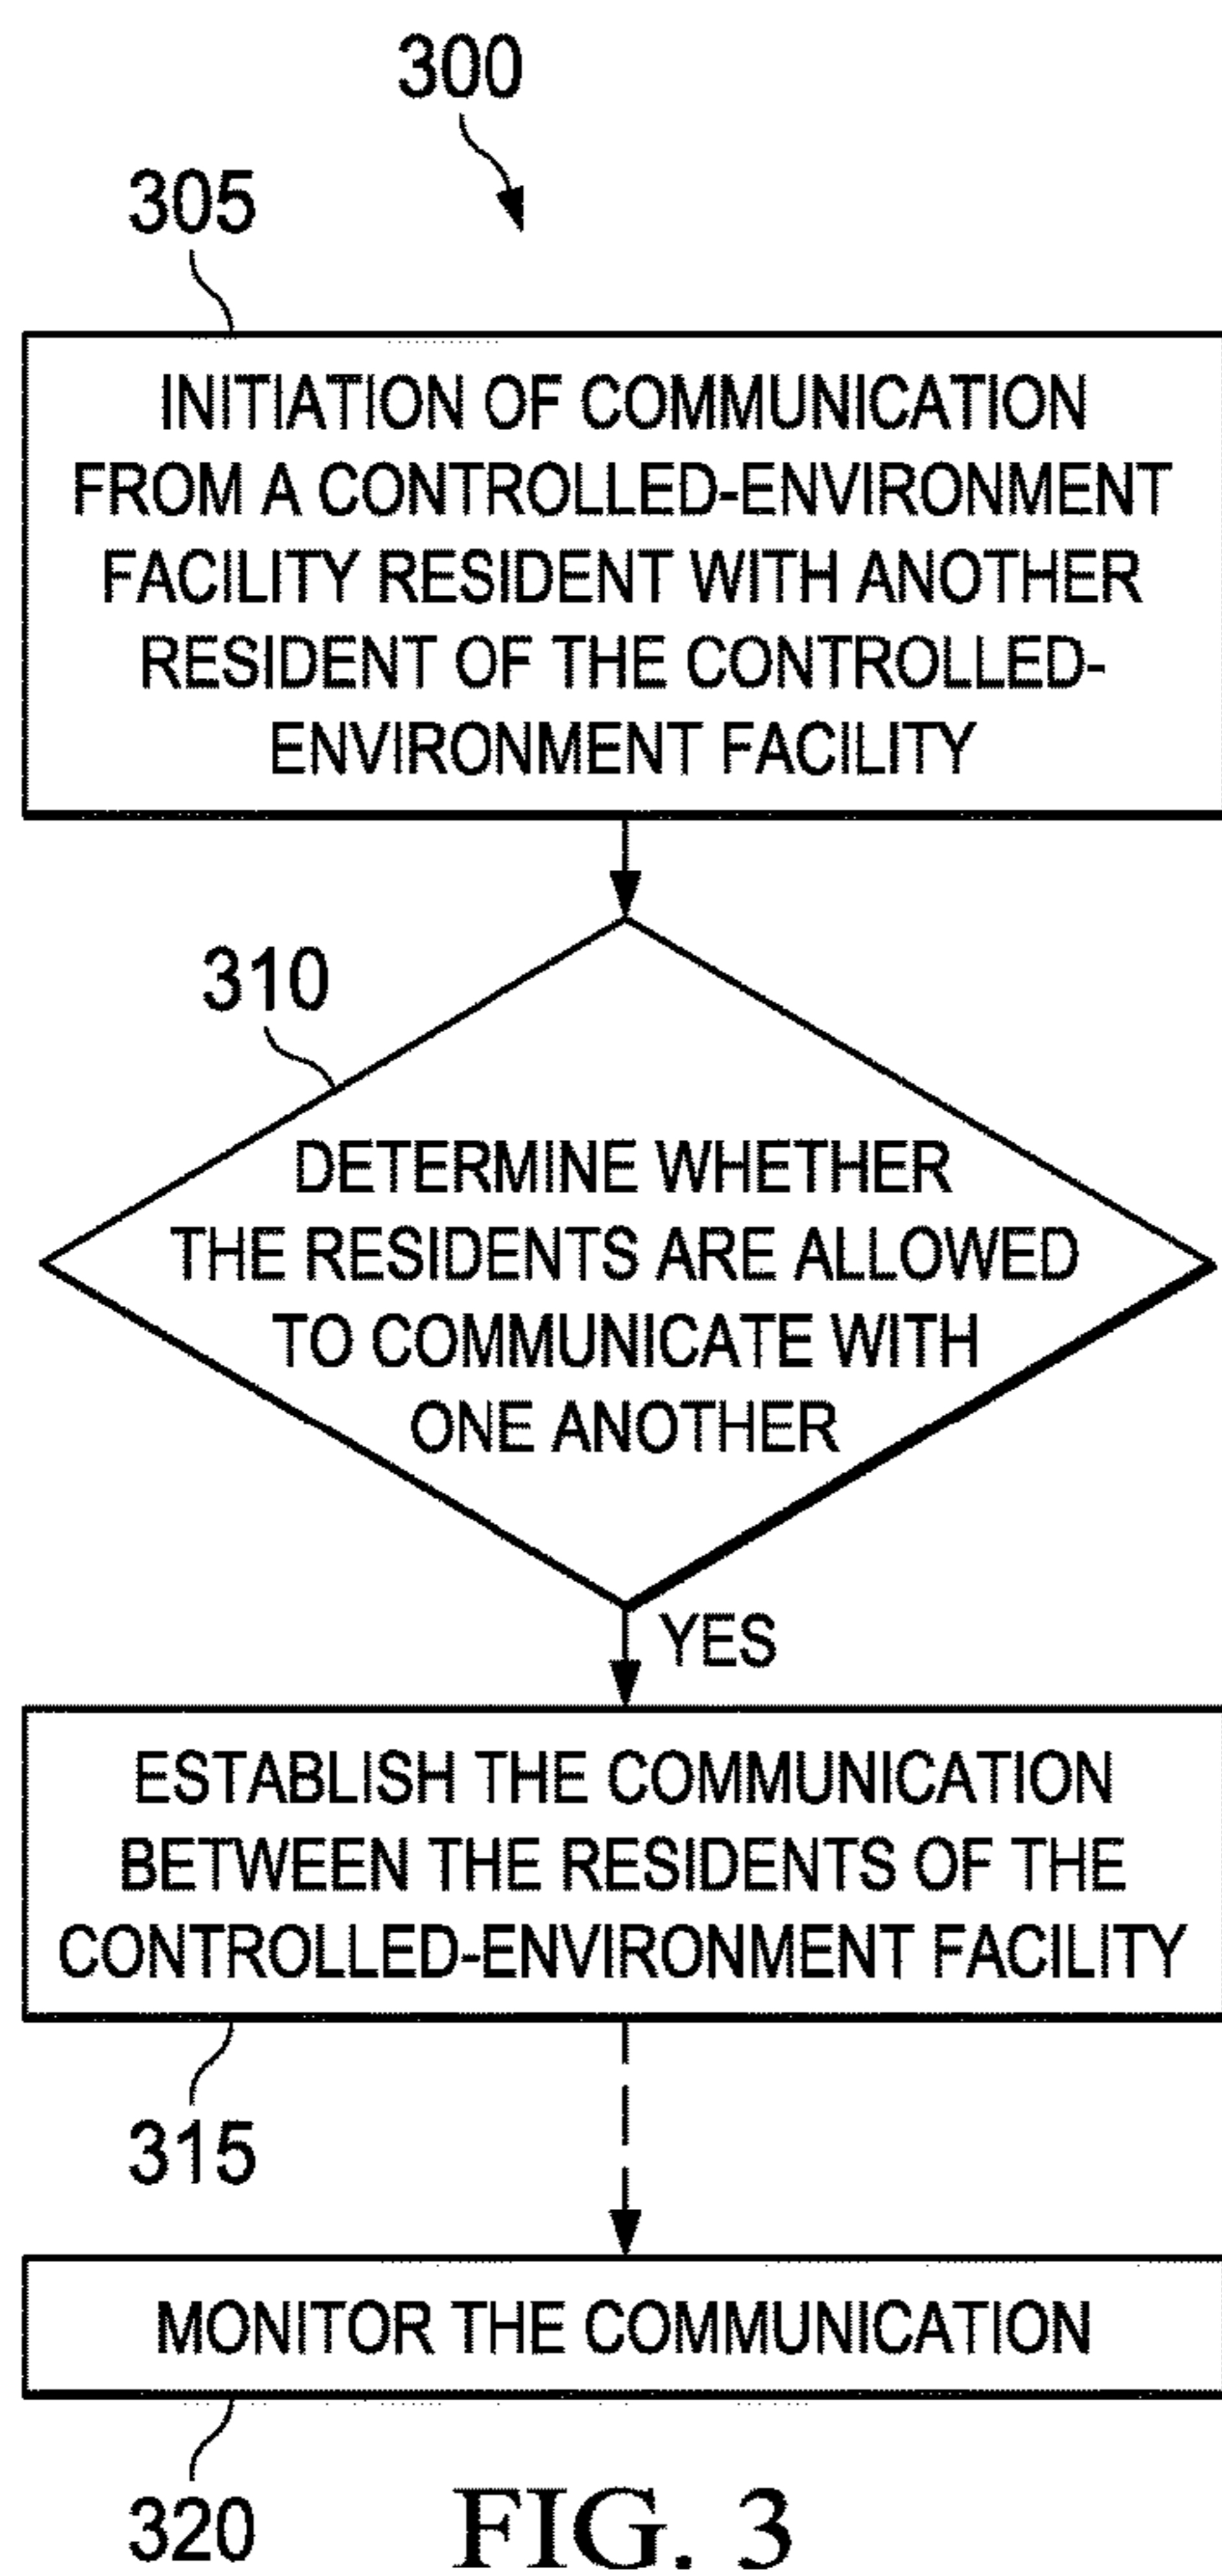 300
305
INITIATION OF COMMUNICATION
FROM A CONTROLLED-ENVIRONMENT
FACILITY RESIDENT WITH ANOTHER
RESIDENT OF THE CONTROLLED-
ENVIRONMENT FACILITY
310
DETERMINE WHETHER
THE RESIDENTS ARE ALLOWED
TO COMMUNICATE WITH
ONE ANOTHER
YES
ESTABLISH THE COMMUNICATION
BETWEEN THE RESIDENTS OF THE
CONTROLLED-ENVIRONMENT FACILITY
315
MONITOR THE COMMUNICATION
320
FIG. 3